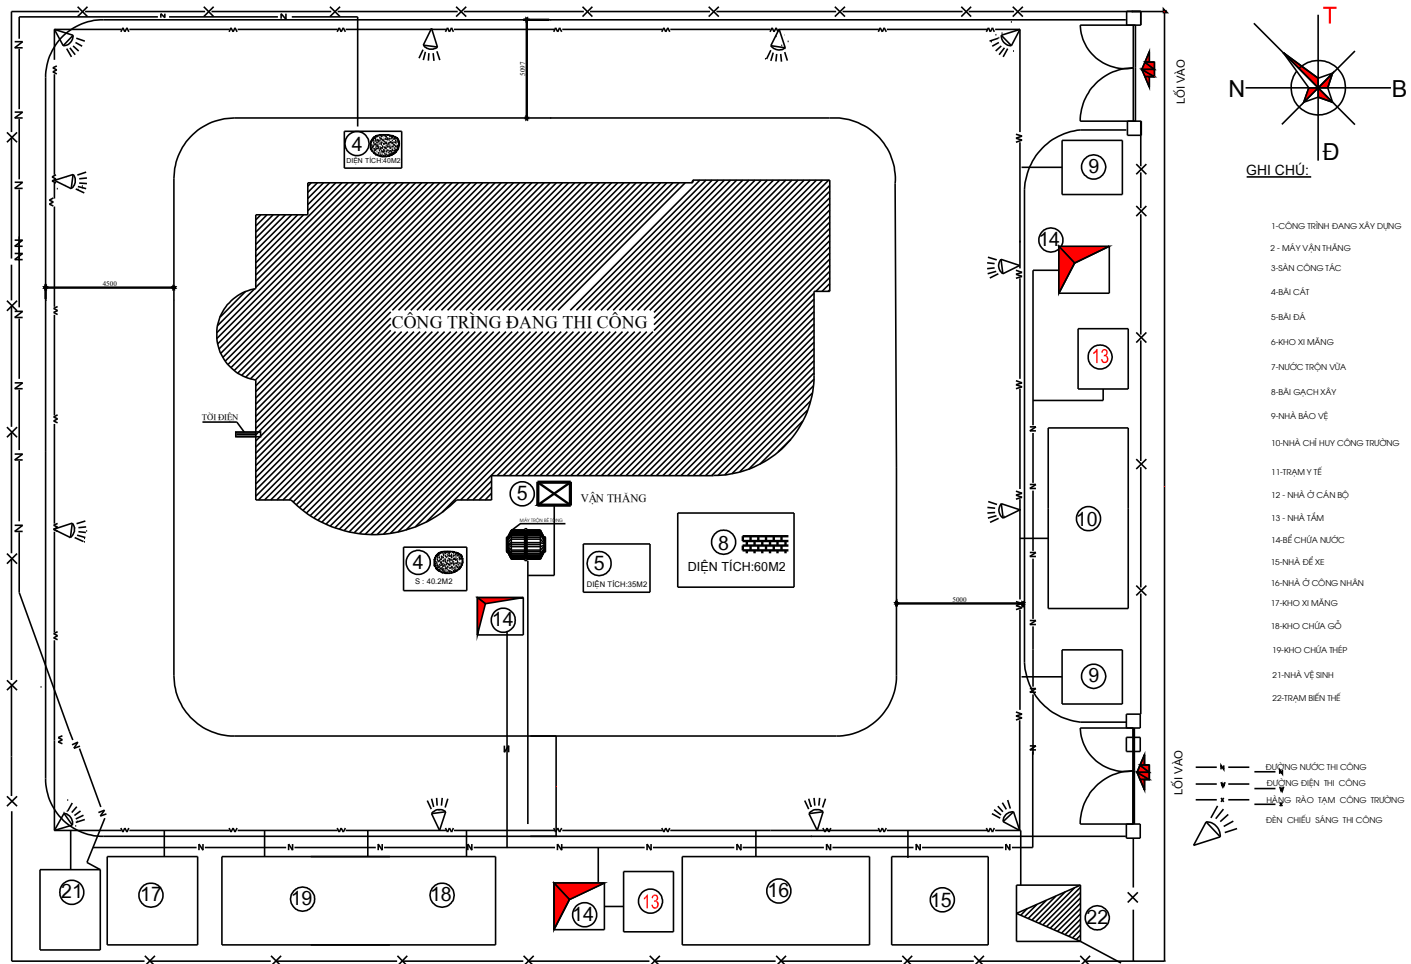 T
N
B
Đ
LỐI VÀO
5097
4
DIỆN TÍCH:40M2
9
14
4500
CÔNG TRÌNG ĐANG THI CÔNG
13
TỜI ĐIỆN
5
VẬN THĂNG
MÁY TRỘN BÊ TÔNG
10
8
DIỆN TÍCH:60M2
4
S : 40.2M2
5
DIỆN TÍCH:35M2
14
5000
9
LỐI VÀO
21
17
19
18
14
13
16
15
22
GHI CHÚ:
1-CÔNG TRÌNH ĐANG XÂY DỰNG
2 - MÁY VẬN THĂNG
3-SÀN CÔNG TÁC
4-BÃI CÁT
5-BÃI ĐÁ
6-KHO XI MĂNG
7-NƯỚC TRỘN VỮA
8-BÃI GẠCH XÂY
9-NHÀ BẢO VỆ
10-NHÀ CHỈ HUY CÔNG TRƯỜNG
11-TRẠM Y TẾ
12 - NHÀ Ở CÁN BỘ
13 - NHÀ TẮM
14-BỂ CHỨA NƯỚC
15-NHÀ ĐỂ XE
16-NHÀ Ở CÔNG NHÂN
17-KHO XI MĂNG
18-KHO CHỨA GỖ
19-KHO CHỨA THÉP
21-NHÀ VỆ SINH
22-TRẠM BIẾN THẾ
ĐƯỜNG NƯỚC THI CÔNG
ĐƯỜNG ĐIỆN THI CÔNG
HÀNG RÀO TẠM CÔNG TRƯỜNG
ĐÈN CHIẾU SÁNG THI CÔNG